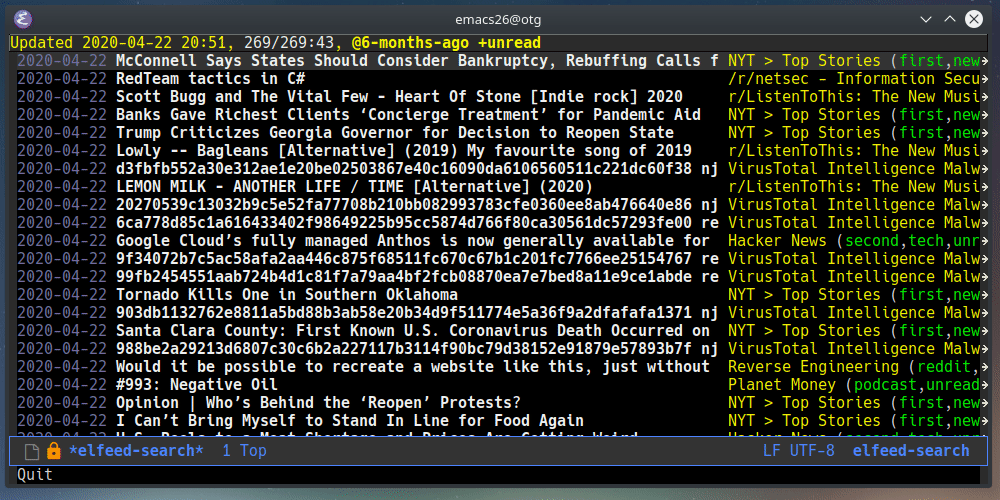 emacs26@otg
Updated 2020-04-22 20:51, 269/269:43, @6-months-ago +unread
2020-04-22 McConnell Says States Should Consider Bankruptcy, Rebuffing Calls f NYT > Top Stories (first,new
2020-04-22 RedTeam tactics in C# /r/netsec - Information Secu
2020-04-22 Scott Bugg and The Vital Few - Heart Of Stone [Indie rock] 2020 r/ListenToThis: The New Musi
2020-04-22 Banks Gave Richest Clients ‘Concierge Treatment’ for Pandemic Aid NYT > Top Stories (first,new
2020-04-22 Trump Criticizes Georgia Governor for Decision to Reopen State NYT > Top Stories (first,new
2020-04-22 Lowly -- Bagleans [Alternative] (2019) My favourite song of 2019 r/ListenToThis: The New Musi
2020-04-22 d3fbfb552a30e312ae1e20be02503867e40c16090da6106560511c221dc60f38 nj VirusTotal Intelligence Malw
2020-04-22 LEMON MILK - ANOTHER LIFE / TIME [Alternative] (2020) r/ListenToThis: The New Musi
2020-04-22 20270539c13032b9c5e52fa77708b210bb082993783cfe0360ee8ab476640e86 nj VirusTotal Intelligence Malw
2020-04-22 6ca778d85c1a616433402f98649225b95cc5874d766f80ca30561dc57293fe00 re VirusTotal Intelligence Malw
2020-04-22 Google Cloud’s fully managed Anthos is now generally available for Hacker News (second,tech,unr
2020-04-22 9f34072b7c5ac58afa2aa446c875f68511fc670c67b1c201fc7766ee25154767 re VirusTotal Intelligence Malw
2020-04-22 99fb2454551aab724b4d1c81f7a79aa4bf2fcb08870ea7e7bed8a11e9ce1abde re VirusTotal Intelligence Malw
2020-04-22 Tornado Kills One in Southern Oklahoma NYT > Top Stories (first,new
2020-04-22 903db1132762e8811a5bd88b3ab58e20b34d9f511774e5a36f9a2dfafafa1371 nj VirusTotal Intelligence Malw
2020-04-22 Santa Clara County: First Known U.S. Coronavirus Death Occurred on NYT > Top Stories (first,new
2020-04-22 988be2a29213d6807c30c6b2a227117b3114f90bc79d38152e91879e57893b7f nj VirusTotal Intelligence Malw
2020-04-22 Would it be possible to recreate a website like this, just without Reverse Engineering (reddit,
2020-04-22 #993: Negative Oil Planet Money (podcast,unread
2020-04-22 Opinion | Who’s Behind the ‘Reopen’ Protests? NYT > Top Stories (first,new
2020-04-22 I Can’t Bring Myself to Stand In Line for Food Again NYT > Top Stories (first,new
*elfeed-search* 1 Top LF UTF-8 elfeed-search
Quit